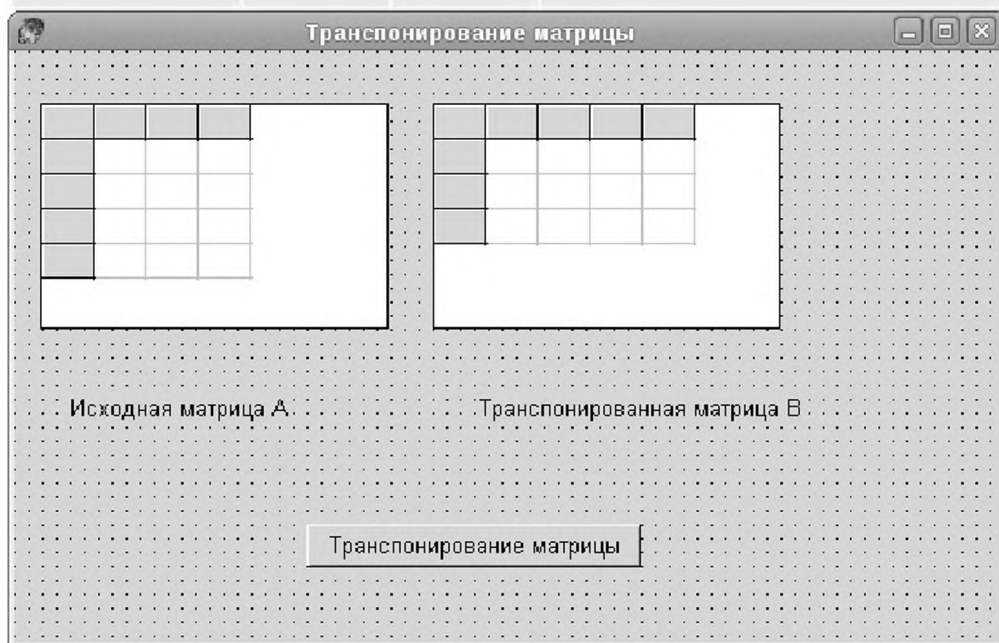 Транспонирование матрицы
Исходная матрица A
Транспонированная матрица B
Транспонирование матрицы